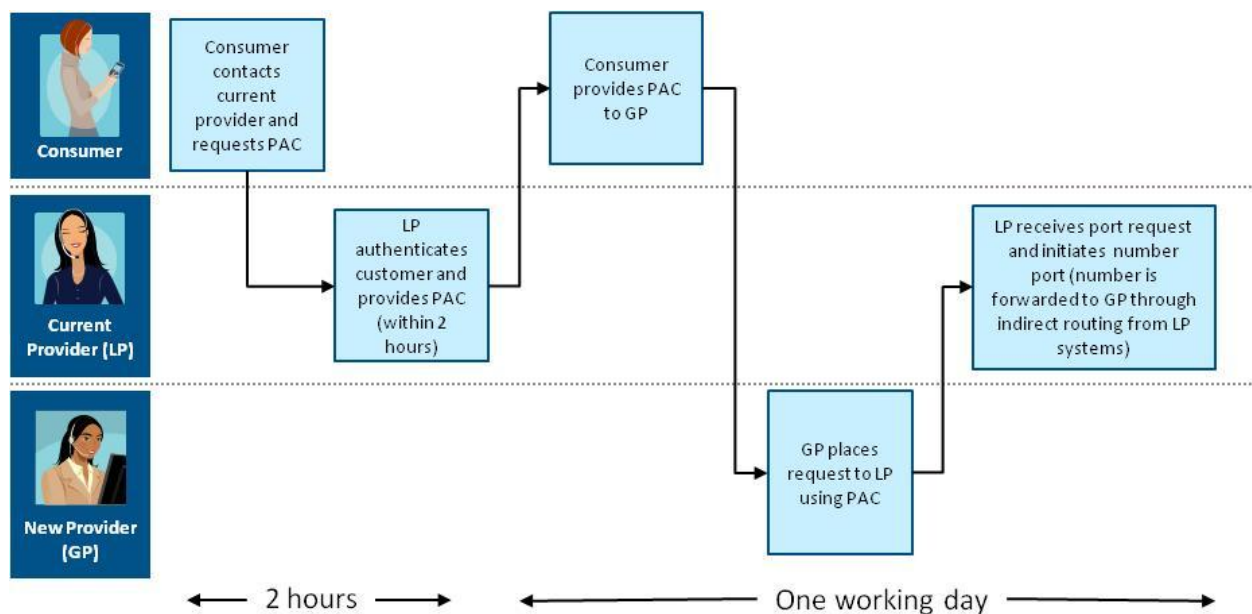 Consumer
contacts
current
provider and
requests PAC
Consumer
provides PAC
to GP
Consumer
LP
authenticates
customer and
provides PAC
(within 2
hours)
LP receives port request
and initiates number
port (number is
forwarded to GP through
indirect routing from LP
systems)
Current
Provider (LP)
GP places
request to LP
using PAC
New Provider
(GP)
2 hours
One working day